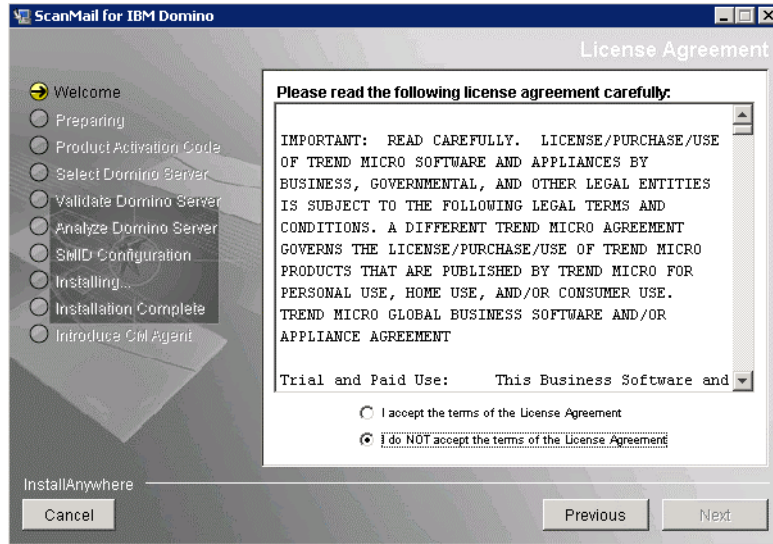 ScanMail for IBM Domino
License Agreement
Welcome
Preparing
Product Activation Code
Select Domino Server
Validate Domino Server
Analyze Domino Server
SMID Configuration
Installing...
Installation Complete
Introduce CM Agent
Please read the following license agreement carefully:
IMPORTANT: READ CAREFULLY. LICENSE/PURCHASE/USE
OF TREND MICRO SOFTWARE AND APPLIANCES BY
BUSINESS, GOVERNMENTAL, AND OTHER LEGAL ENTITIES
IS SUBJECT TO THE FOLLOWING LEGAL TERMS AND
CONDITIONS. A DIFFERENT TREND MICRO AGREEMENT
GOVERNS THE LICENSE/PURCHASE/USE OF TREND MICRO
PRODUCTS THAT ARE PUBLISHED BY TREND MICRO FOR
PERSONAL USE, HOME USE, AND/OR CONSUMER USE.
TREND MICRO GLOBAL BUSINESS SOFTWARE AND/OR
APPLIANCE AGREEMENT
Trial and Paid Use: This Business Software and
I accept the terms of the License Agreement
I do NOT accept the terms of the License Agreement
InstallAnywhere
Cancel
Previous
Next